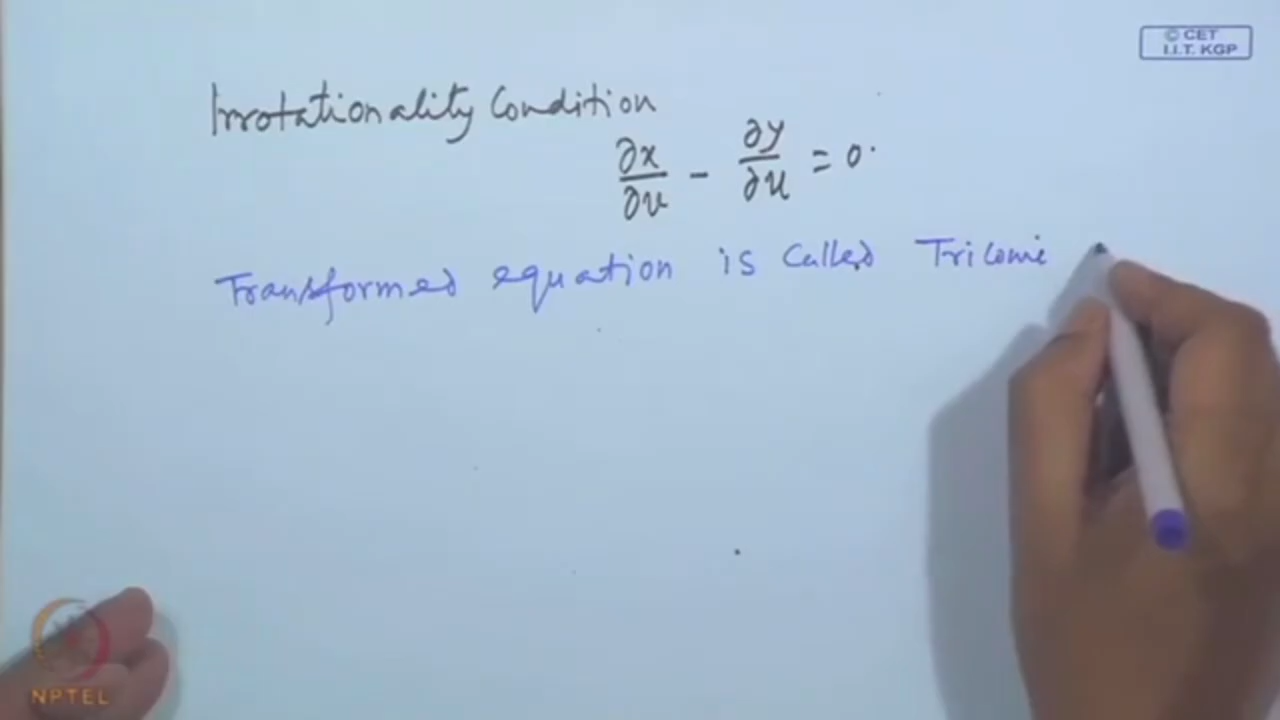 © CET
I.I.T. KGP
Irrotationality Condition
∂x/∂v - ∂y/∂u = 0.
Transformed equation is called Tricomi
NPTEL